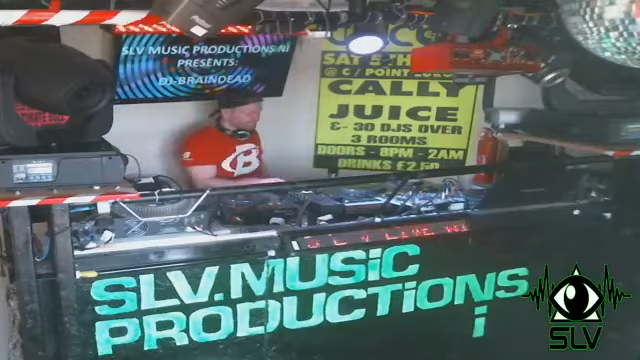 SLV MUSIC PRODUCTIONS NI
PRESENTS:
DJ-BRAINDEAD
SAT 5TH
@ C / POINT
CALLY
JUICE
&- 30 DJS OVER
3 ROOMS
DOORS - 8PM - 2AM
DRINKS £2.50
B
S L V LIVE
SLV.MUSiC
PRODUCTiONS
i
SLV